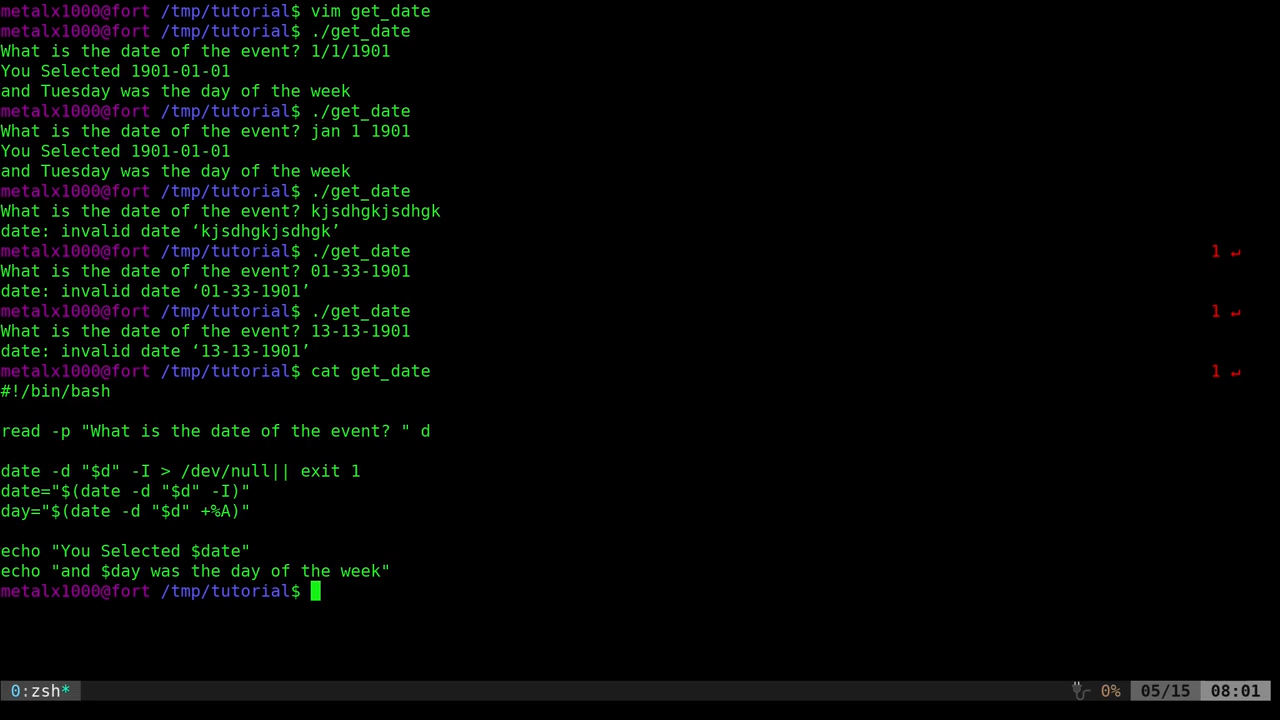 metalx1000@fort /tmp/tutorial$ vim get_date
metalx1000@fort /tmp/tutorial$ ./get_date
What is the date of the event? 1/1/1901
You Selected 1901-01-01
and Tuesday was the day of the week
metalx1000@fort /tmp/tutorial$ ./get_date
What is the date of the event? jan 1 1901
You Selected 1901-01-01
and Tuesday was the day of the week
metalx1000@fort /tmp/tutorial$ ./get_date
What is the date of the event? kjsdhgkjsdhgk
date: invalid date ‘kjsdhgkjsdhgk’
metalx1000@fort /tmp/tutorial$ ./get_date 1 ↵
What is the date of the event? 01-33-1901
date: invalid date ‘01-33-1901’
metalx1000@fort /tmp/tutorial$ ./get_date 1 ↵
What is the date of the event? 13-13-1901
date: invalid date ‘13-13-1901’
metalx1000@fort /tmp/tutorial$ cat get_date 1 ↵
#!/bin/bash
read -p "What is the date of the event? " d
date -d "$d" -I > /dev/null|| exit 1
date="$(date -d "$d" -I)"
day="$(date -d "$d" +%A)"
echo "You Selected $date"
echo "and $day was the day of the week"
metalx1000@fort /tmp/tutorial$
0:zsh* 0% 05/15 08:01